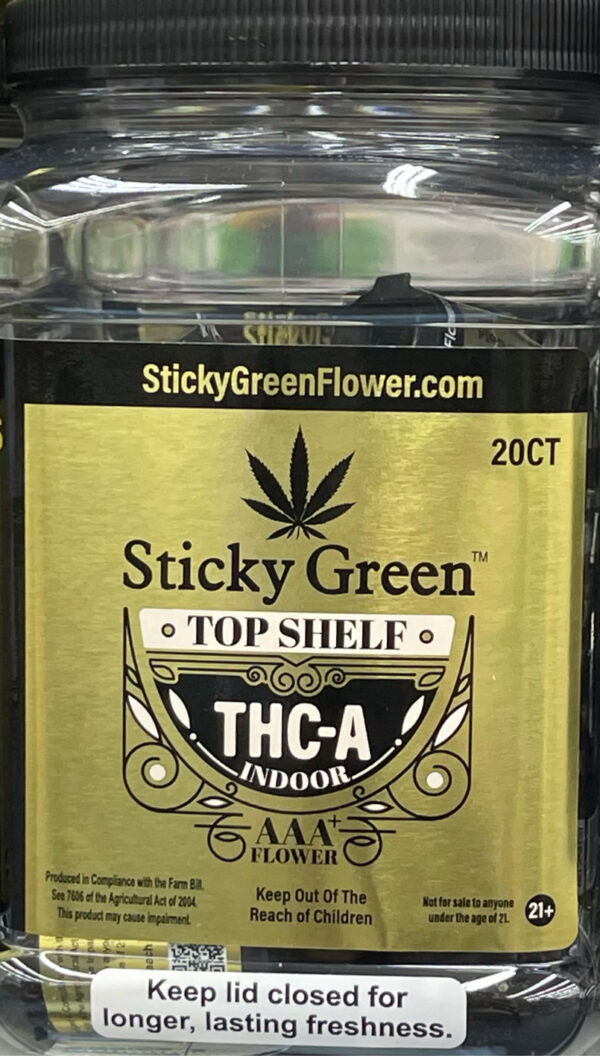 StickyGreenFlower.com
20CT
Sticky Green™
TOP SHELF
THC-A
INDOOR
AAA+
FLOWER
Produced in Compliance with the Farm Bill.
See 7606 of the Agricultural Act of 2004.
This product may cause impairment.
Keep Out Of The
Reach of Children
Not for sale to anyone
under the age of 21.
21+
Keep lid closed for
longer, lasting freshness.